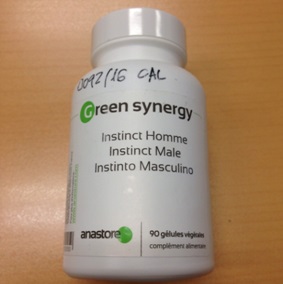 0092/16 CAL
Green synergy
Instinct Homme
Instinct Male
Instinto Masculino
anastore
90 gélules végétales
complément alimentaire